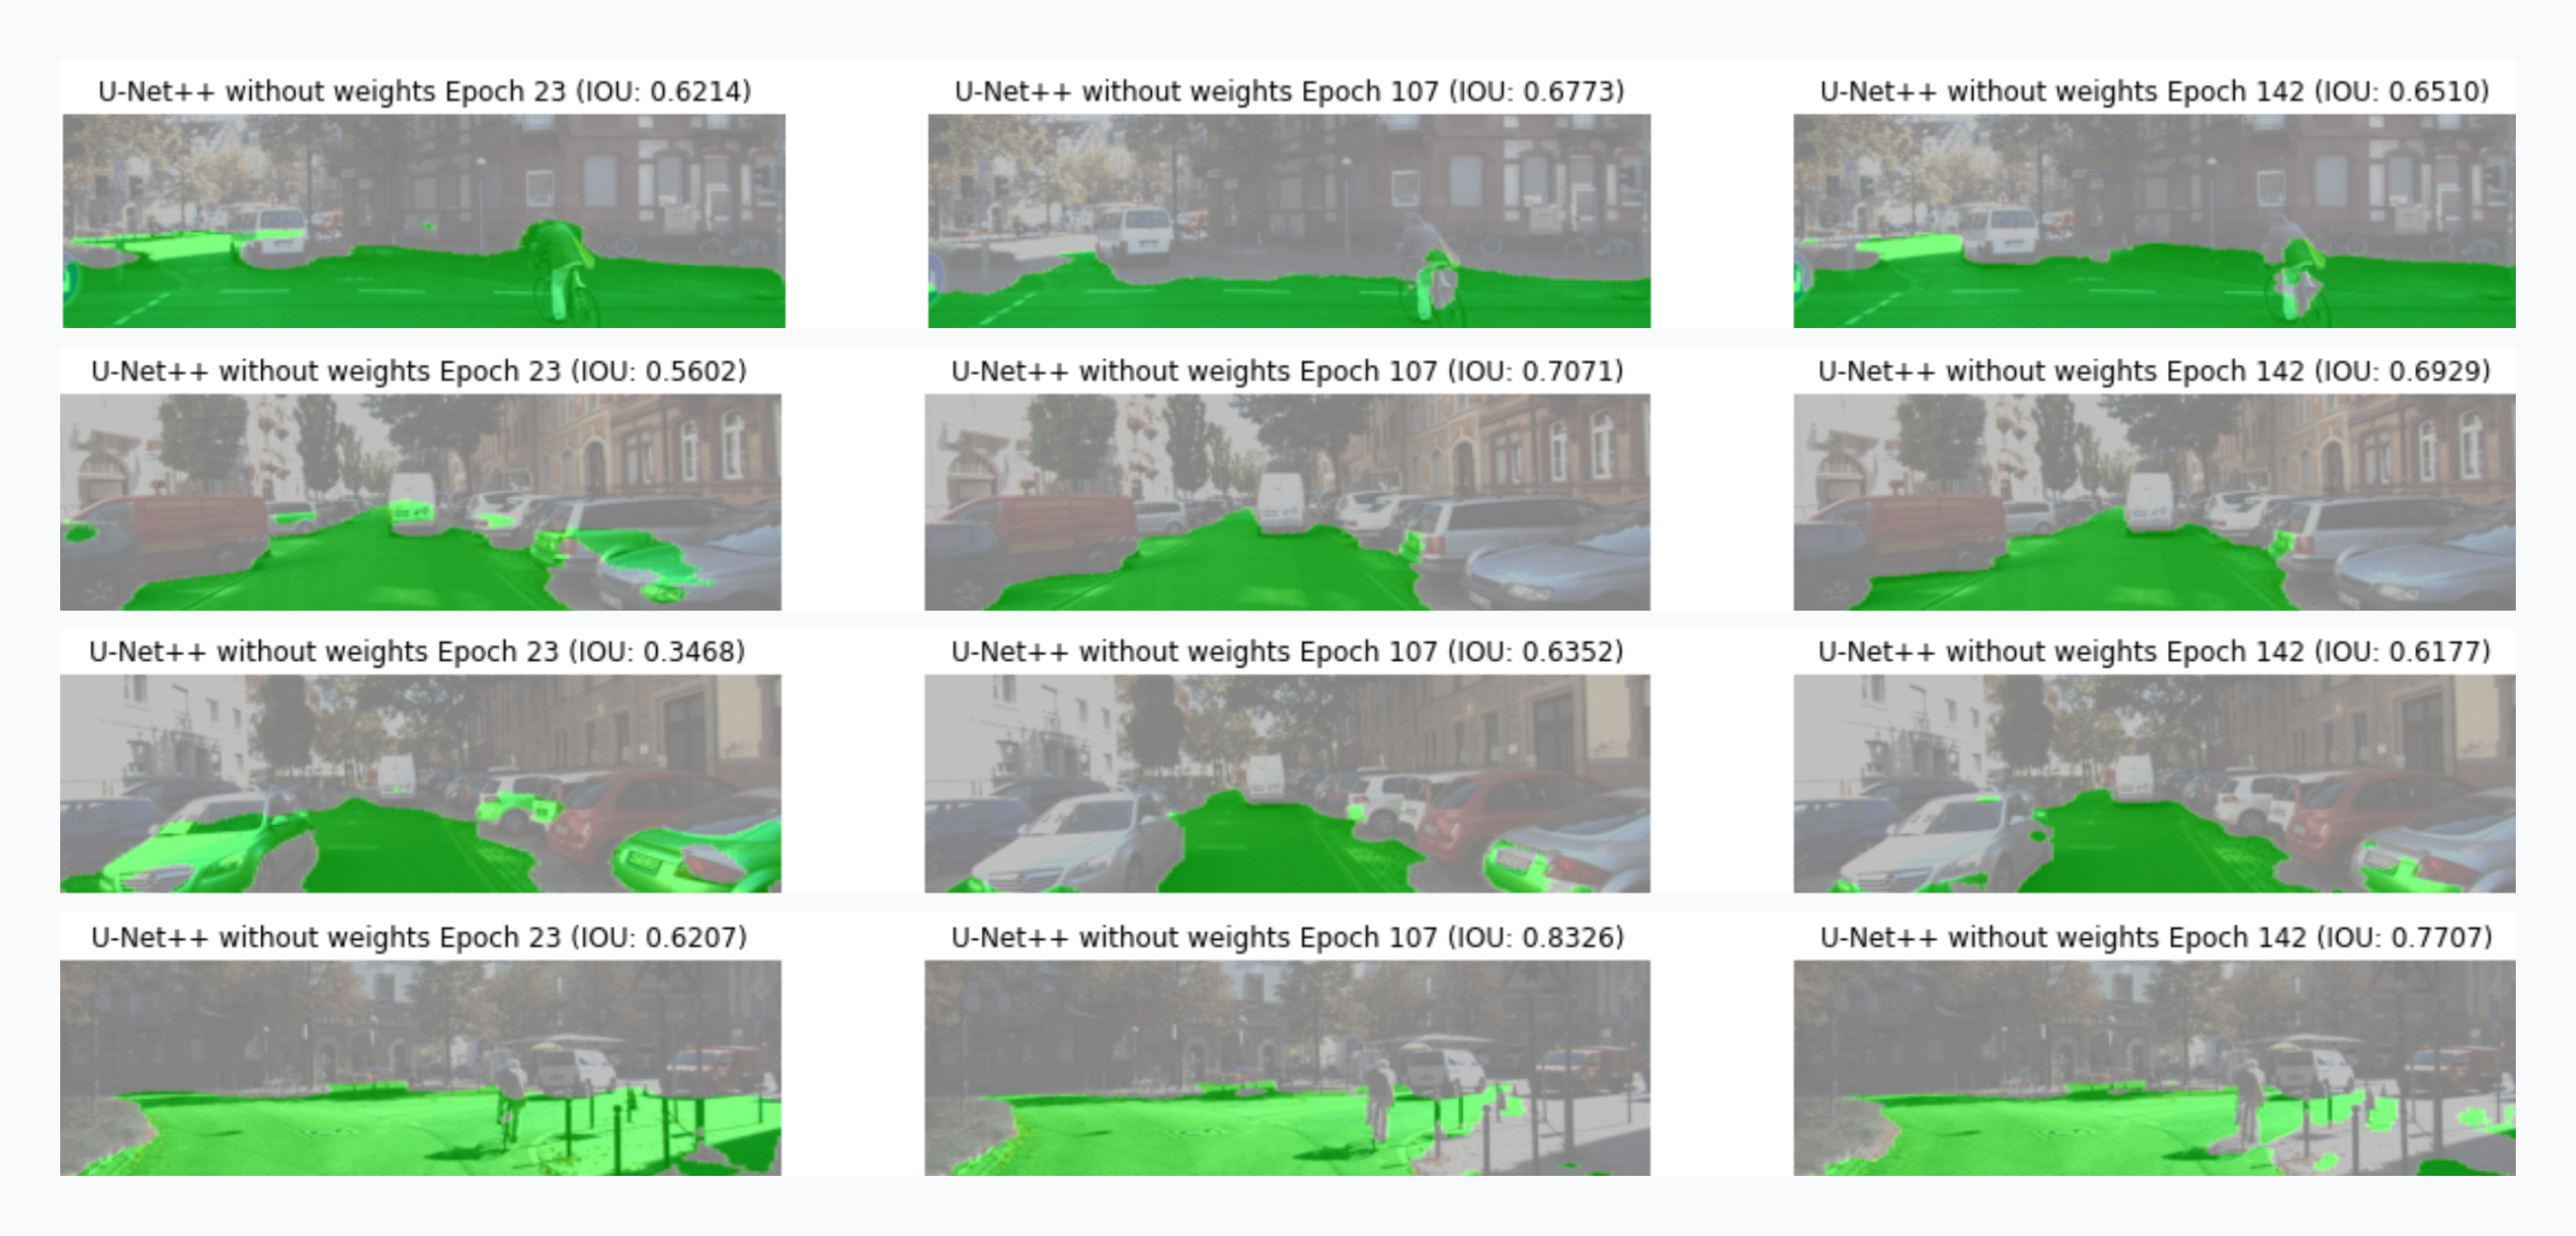 U-Net++ without weights Epoch 23 (IOU: 0.6214)
U-Net++ without weights Epoch 107 (IOU: 0.6773)
U-Net++ without weights Epoch 142 (IOU: 0.6510)
U-Net++ without weights Epoch 23 (IOU: 0.5602)
U-Net++ without weights Epoch 107 (IOU: 0.7071)
U-Net++ without weights Epoch 142 (IOU: 0.6929)
U-Net++ without weights Epoch 23 (IOU: 0.3468)
U-Net++ without weights Epoch 107 (IOU: 0.6352)
U-Net++ without weights Epoch 142 (IOU: 0.6177)
U-Net++ without weights Epoch 23 (IOU: 0.6207)
U-Net++ without weights Epoch 107 (IOU: 0.8326)
U-Net++ without weights Epoch 142 (IOU: 0.7707)